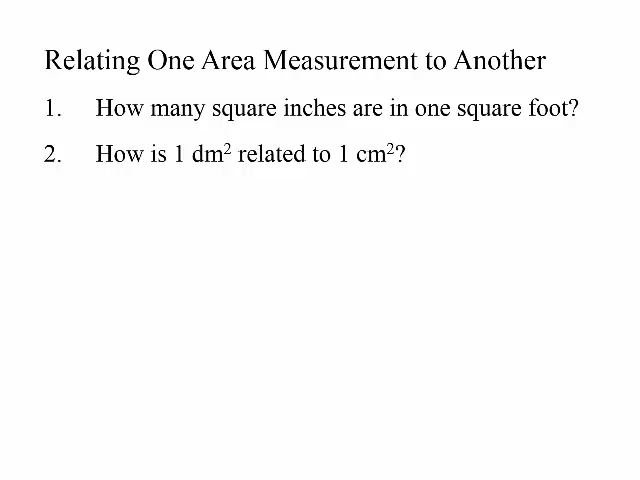 Relating One Area Measurement to Another
1. How many square inches are in one square foot?
2. How is 1 dm² related to 1 cm²?